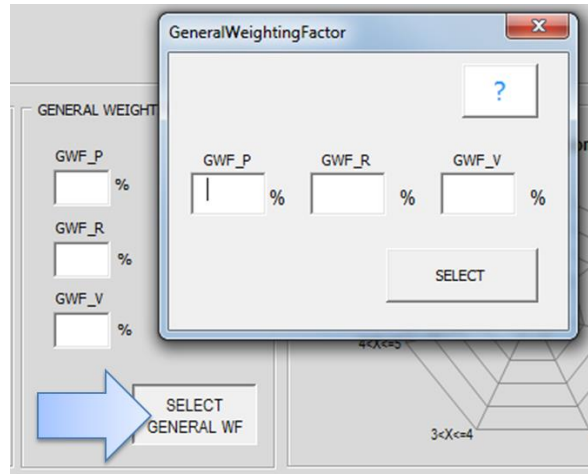 GeneralWeightingFactor
x
?
GWF_P GWF_R GWF_V
% % %
SELECT
GENERAL WEIGHT
GWF_P
%
GWF_R
%
GWF_V
%
SELECT
GENERAL WF
4<X<=5
3<X<=4